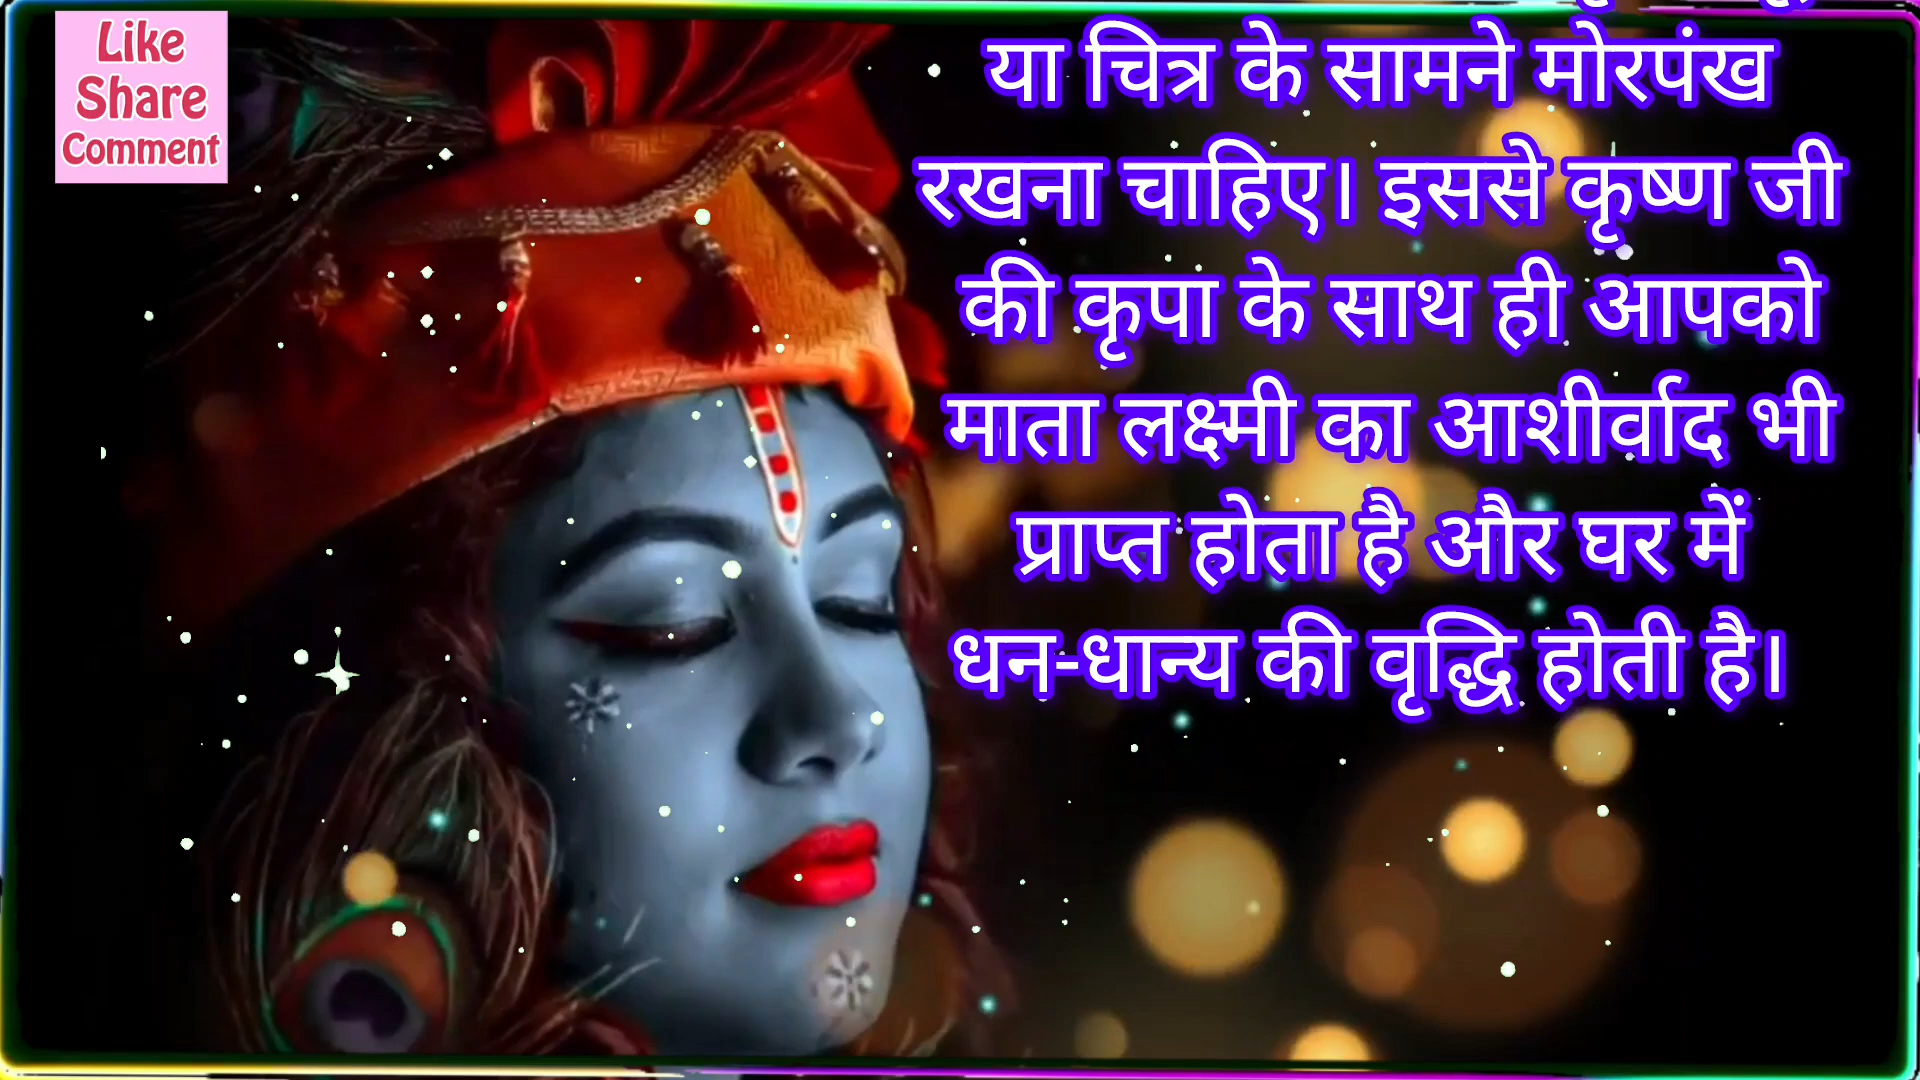 Like
Share
Comment
या चित्र के सामने मोरपंख
रखना चाहिए। इससे कृष्ण जी
की कृपा के साथ ही आपको
माता लक्ष्मी का आशीर्वाद भी
प्राप्त होता है और घर में
धन-धान्य की वृद्धि होती है।